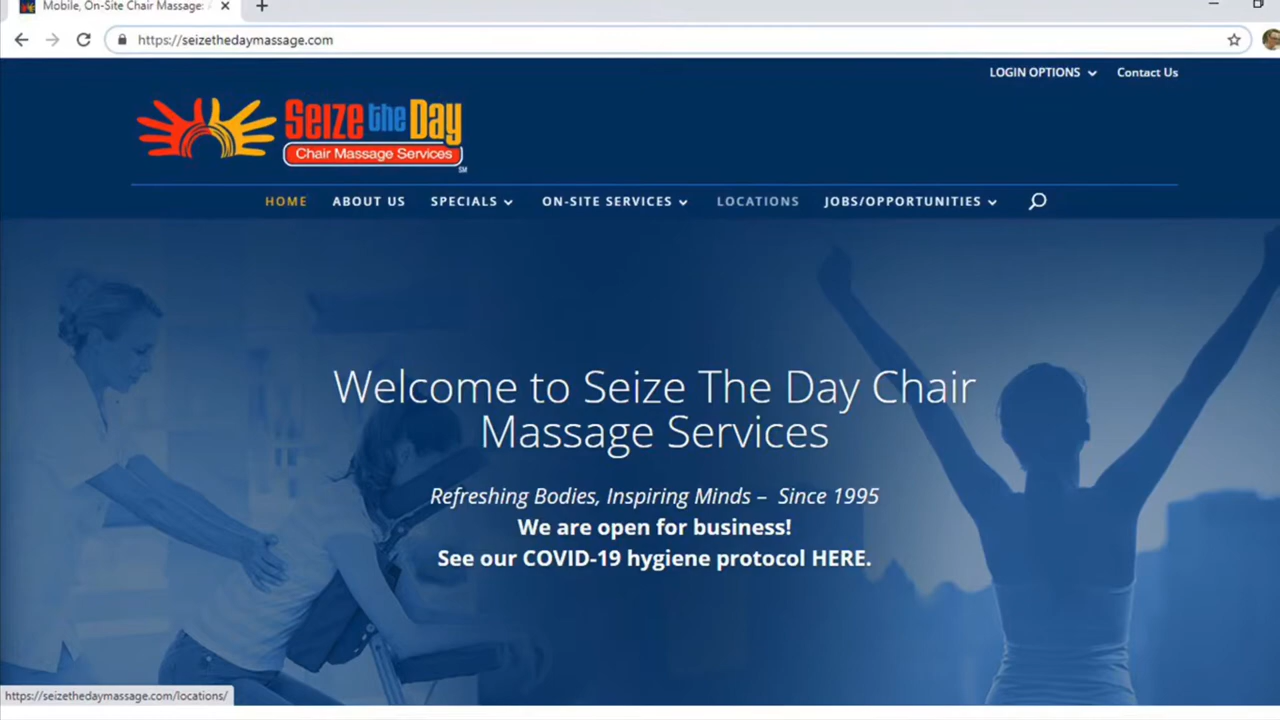 Mobile, On-Site Chair Massage:
https://seizethedaymassage.com
LOGIN OPTIONS Contact Us
Seize the Day
Chair Massage Services
SM
HOME ABOUT US SPECIALS ON-SITE SERVICES LOCATIONS JOBS/OPPORTUNITIES
Welcome to Seize The Day Chair
Massage Services
Refreshing Bodies, Inspiring Minds – Since 1995
We are open for business!
See our COVID-19 hygiene protocol HERE.
https://seizethedaymassage.com/locations/